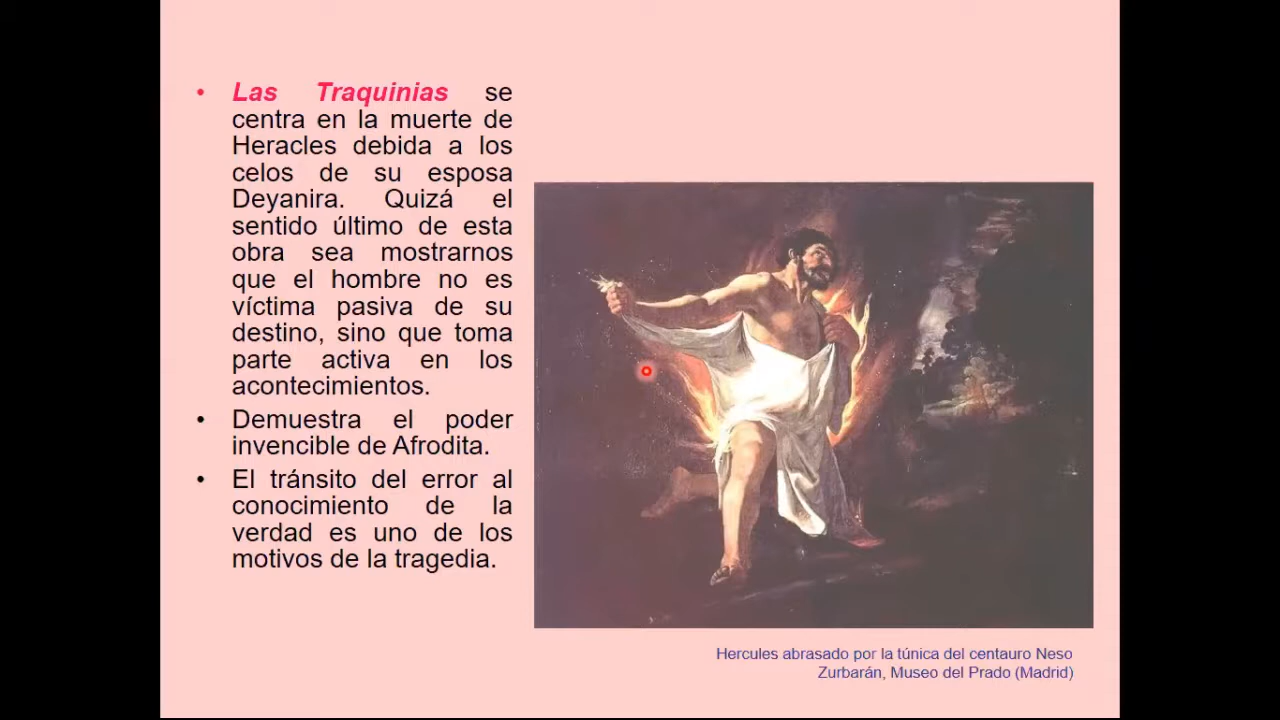 • Las Traquinias se
centra en la muerte de
Heracles debida a los
celos de su esposa
Deyanira. Quizá el
sentido último de esta
obra sea mostrarnos
que el hombre no es
víctima pasiva de su
destino, sino que toma
parte activa en los
acontecimientos.
• Demuestra el poder
invencible de Afrodita.
• El tránsito del error al
conocimiento de la
verdad es uno de los
motivos de la tragedia.
Hercules abrasado por la túnica del centauro Neso
Zurbarán, Museo del Prado (Madrid)